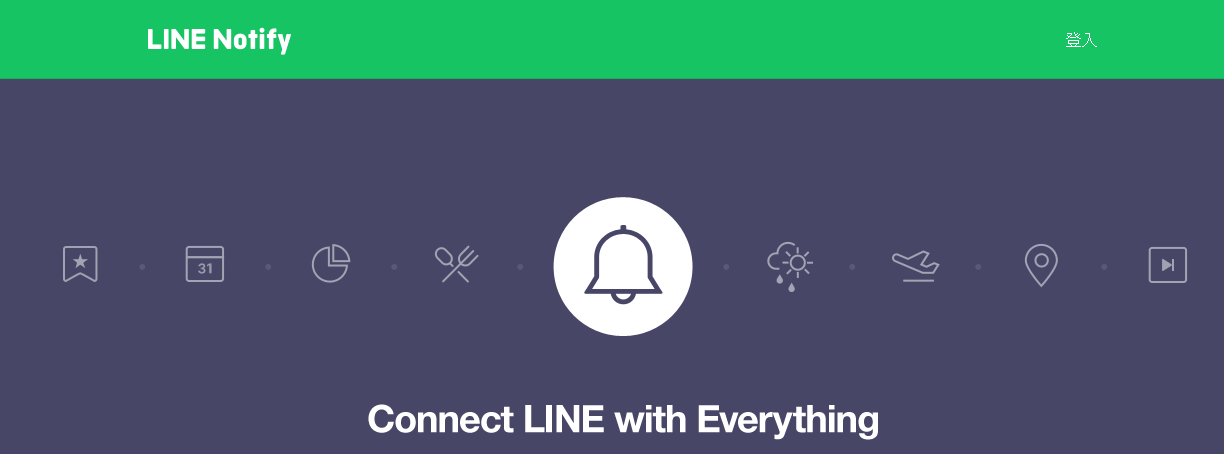 LINE Notify
登入
31
Connect LINE with Everything